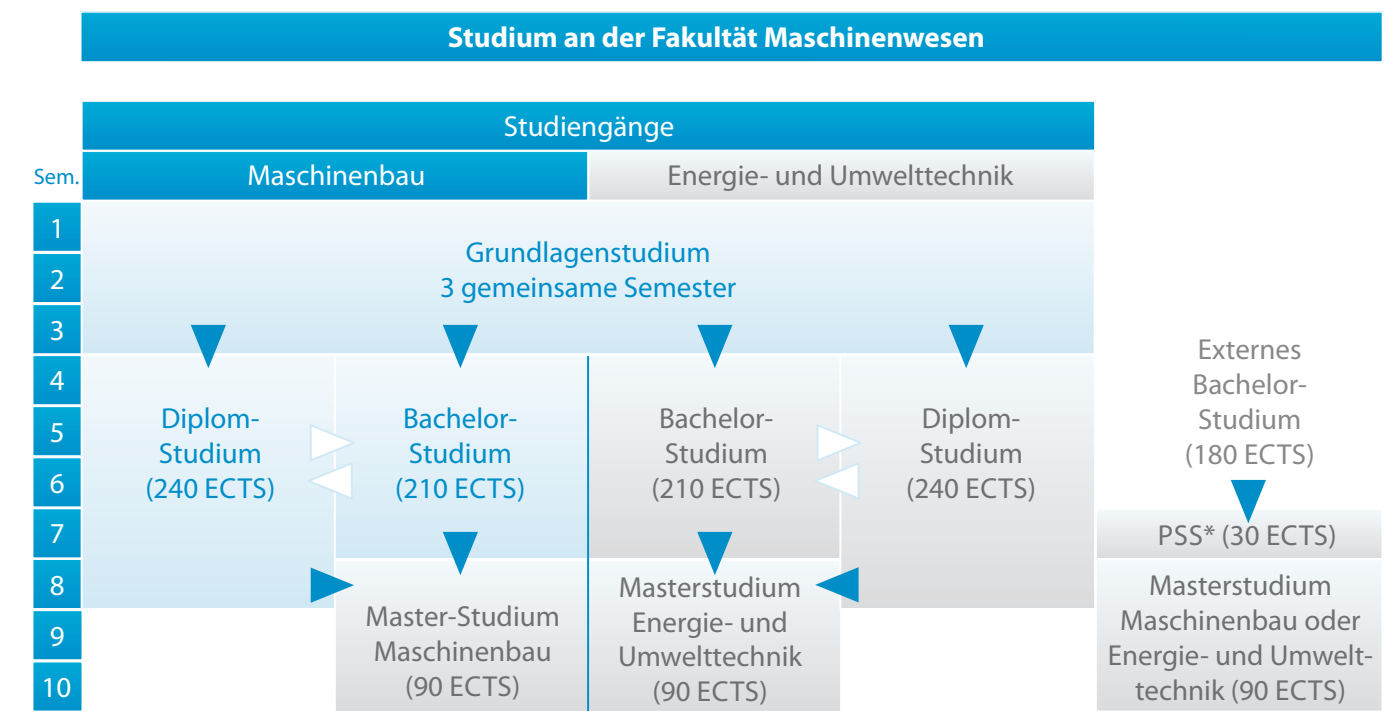 Studium an der Fakultät Maschinenwesen
Studiengänge
Sem.
Maschinenbau
Energie- und Umwelttechnik
1
2
3
Grundlagenstudium
3 gemeinsame Semester
4
5
6
7
8
9
10
Diplom-
Studium
(240 ECTS)
Bachelor-
Studium
(210 ECTS)
Bachelor-
Studium
(210 ECTS)
Diplom-
Studium
(240 ECTS)
Master-Studium
Maschinenbau
(90 ECTS)
Masterstudium
Energie- und
Umwelttechnik
(90 ECTS)
Externes
Bachelor-
Studium
(180 ECTS)
PSS* (30 ECTS)
Masterstudium
Maschinenbau oder
Energie- und Umwelt-
technik (90 ECTS)